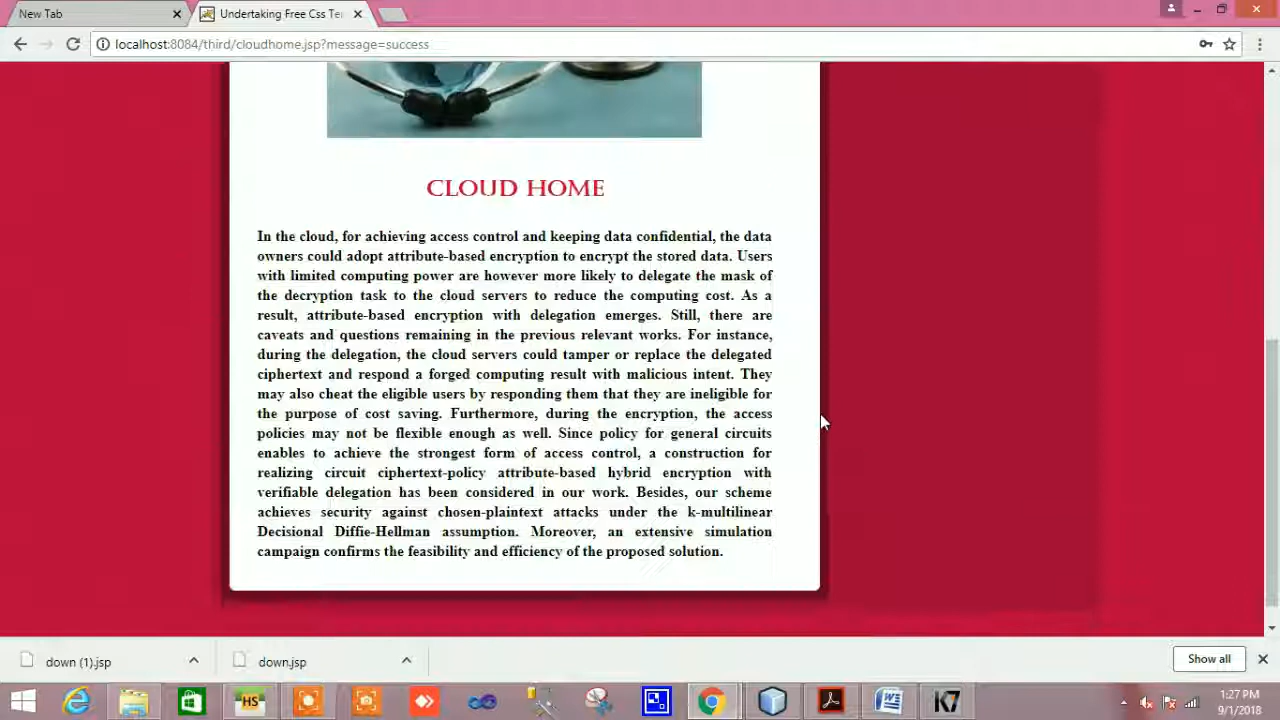 New Tab
Undertaking Free Css Ter
localhost:8084/third/cloudhome.jsp?message=success
CLOUD HOME
In the cloud, for achieving access control and keeping data confidential, the data
owners could adopt attribute-based encryption to encrypt the stored data. Users
with limited computing power are however more likely to delegate the mask of
the decryption task to the cloud servers to reduce the computing cost. As a
result, attribute-based encryption with delegation emerges. Still, there are
caveats and questions remaining in the previous relevant works. For instance,
during the delegation, the cloud servers could tamper or replace the delegated
ciphertext and respond a forged computing result with malicious intent. They
may also cheat the eligible users by responding them that they are ineligible for
the purpose of cost saving. Furthermore, during the encryption, the access
policies may not be flexible enough as well. Since policy for general circuits
enables to achieve the strongest form of access control, a construction for
realizing circuit ciphertext-policy attribute-based hybrid encryption with
verifiable delegation has been considered in our work. Besides, our scheme
achieves security against chosen-plaintext attacks under the k-multilinear
Decisional Diffie-Hellman assumption. Moreover, an extensive simulation
campaign confirms the feasibility and efficiency of the proposed solution.
down (1).jsp
down.jsp
Show all
HS
K7
1:27 PM
9/1/2018